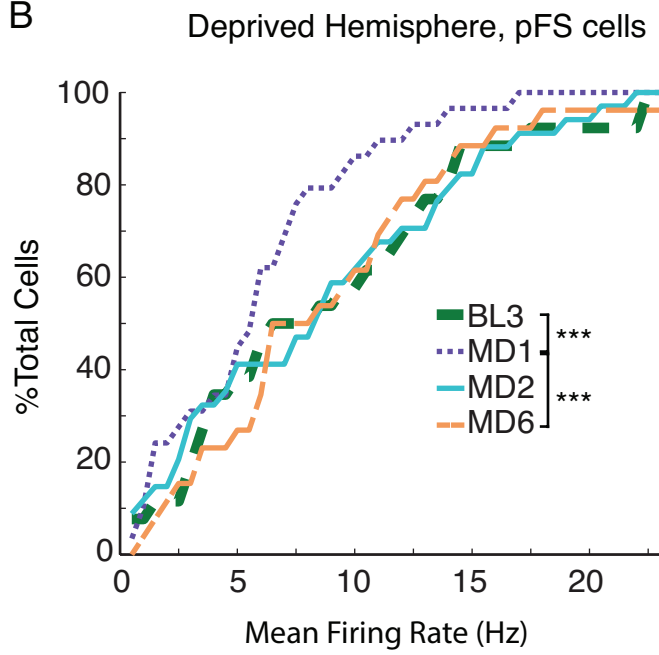 B
Deprived Hemisphere, pFS cells
100
80
60
40
20
0
%Total Cells
BL3
MD1
MD2
MD6
***
***
0 5 10 15 20
Mean Firing Rate (Hz)